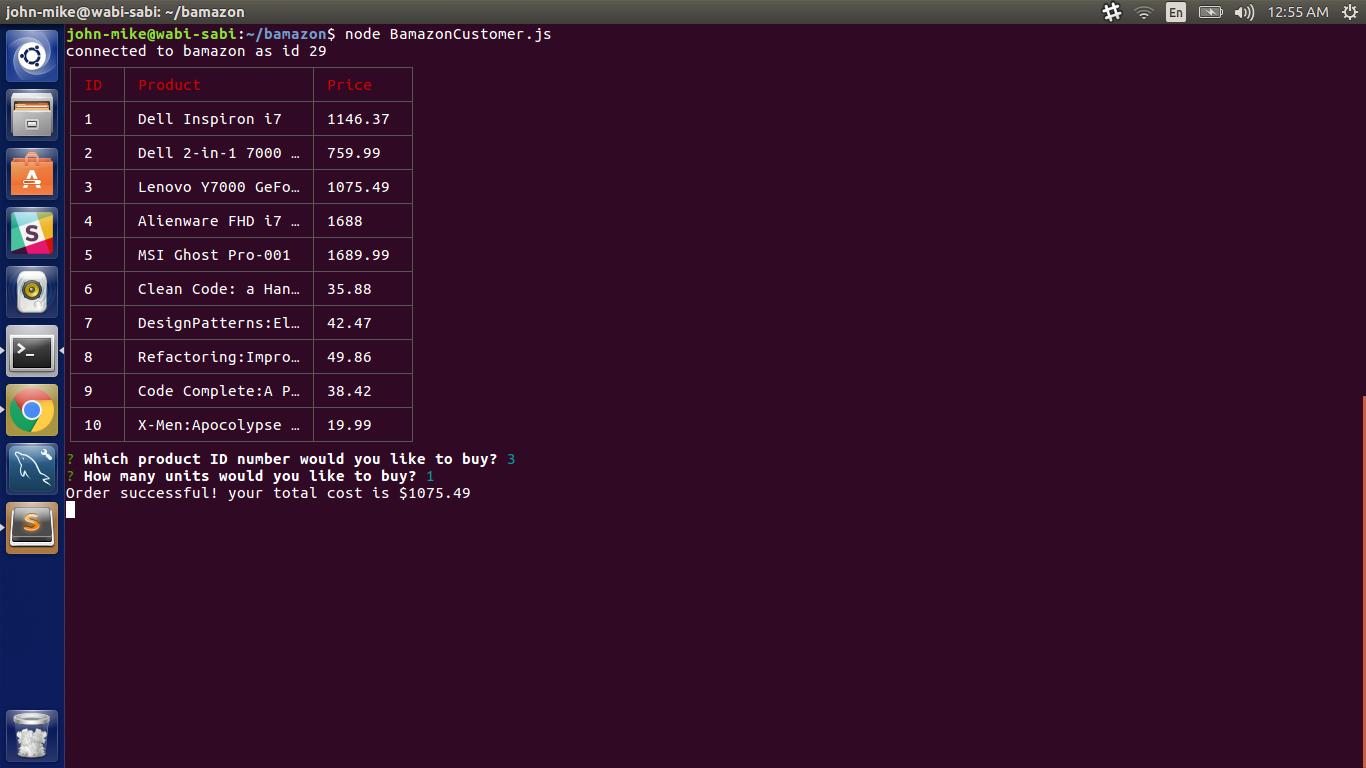 john-mike@wabi-sabi: ~/bamazon
En
12:55 AM
john-mike@wabi-sabi:~/bamazon$ node BamazonCustomer.js
connected to bamazon as id 29
ID Product Price
1 Dell Inspiron i7 1146.37
2 Dell 2-in-1 7000 … 759.99
3 Lenovo Y7000 GeFo… 1075.49
4 Alienware FHD i7 … 1688
5 MSI Ghost Pro-001 1689.99
6 Clean Code: a Han… 35.88
7 DesignPatterns:El… 42.47
8 Refactoring:Impro… 49.86
9 Code Complete:A P… 38.42
10 X-Men:Apocolypse … 19.99
? Which product ID number would you like to buy? 3
? How many units would you like to buy? 1
Order successful! your total cost is $1075.49